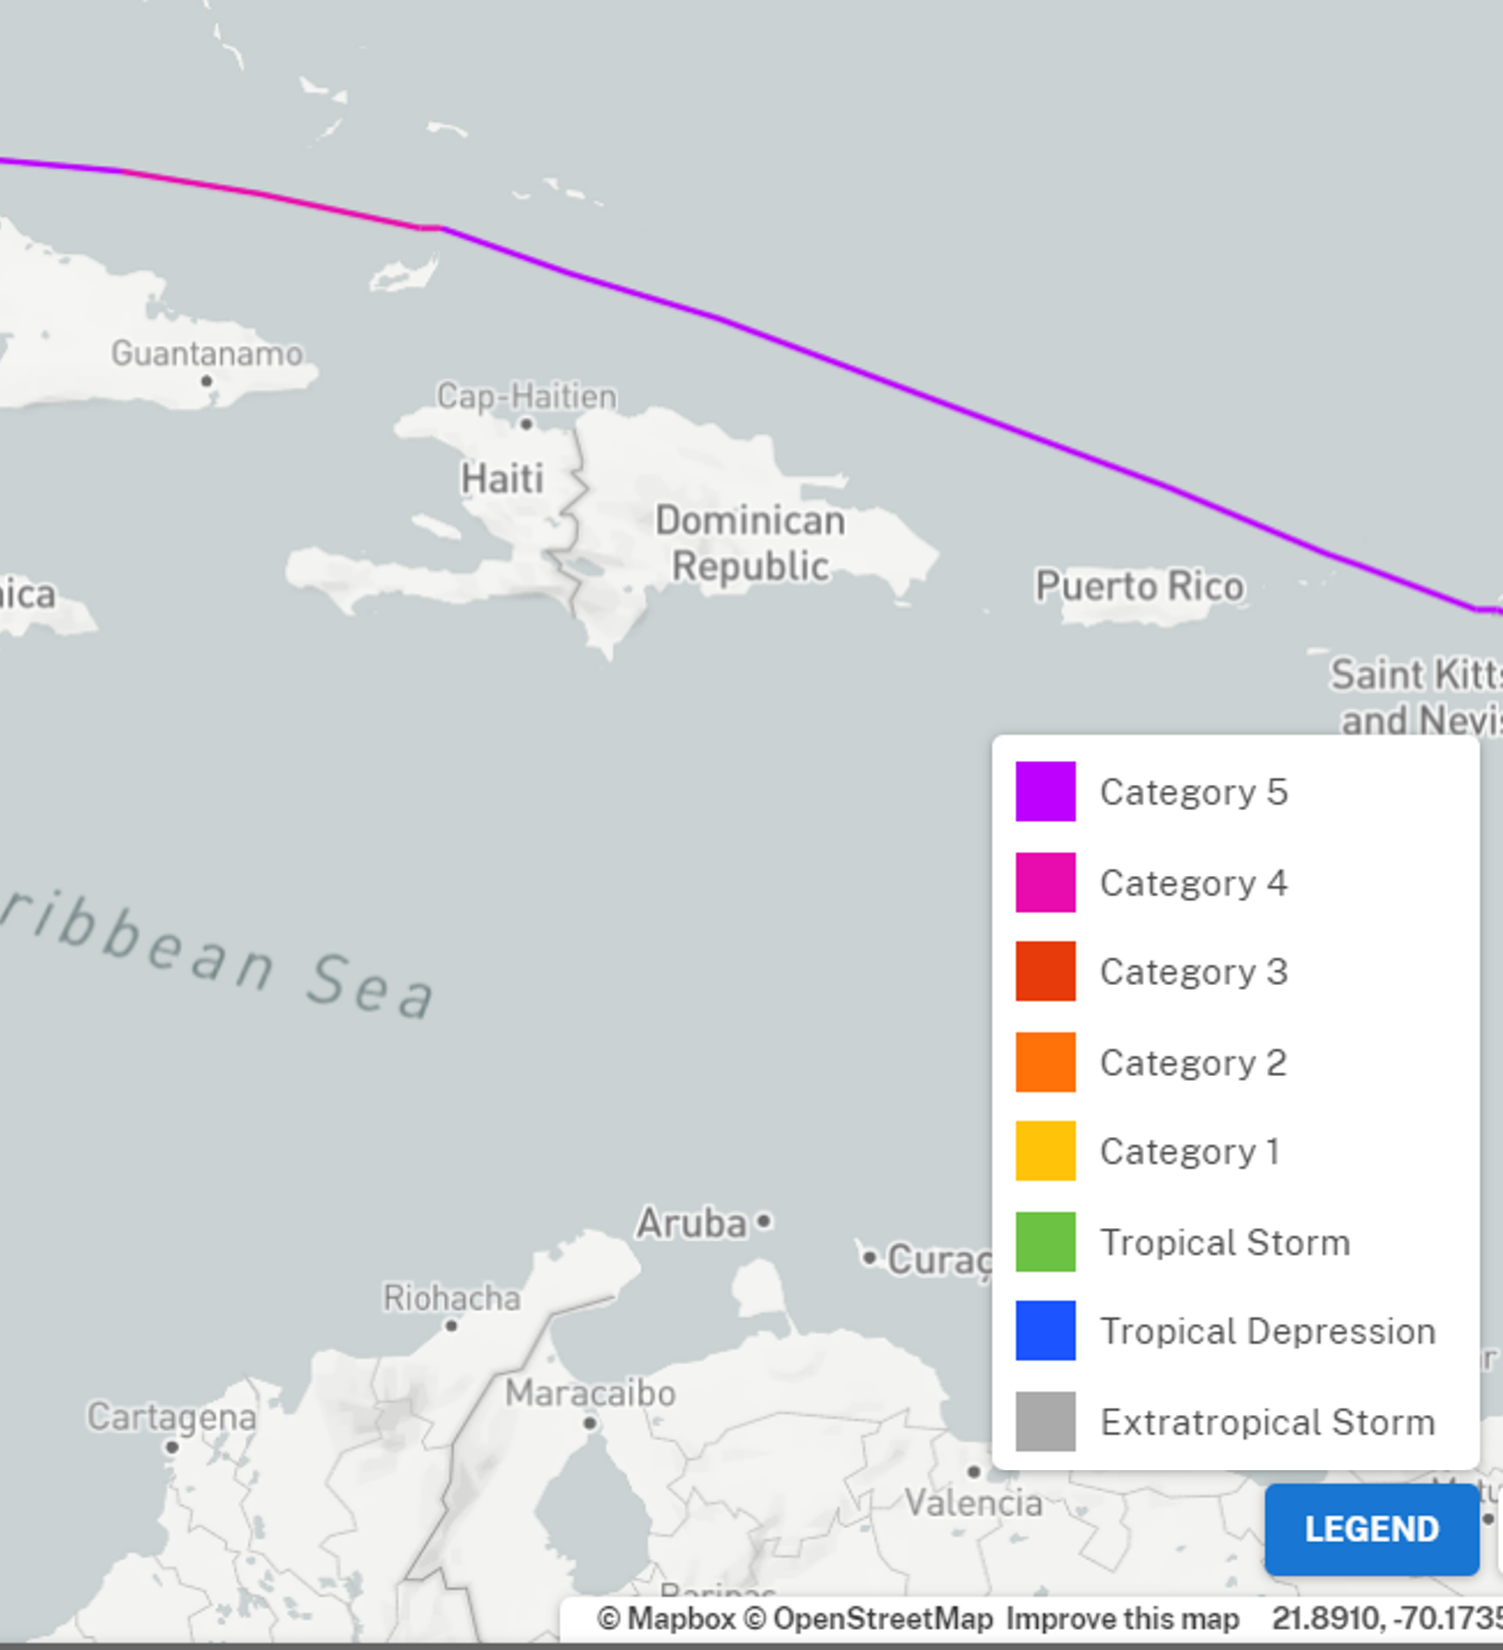 Guantanamo
Cap-Haitien
Haiti
Dominican
Republic
Puerto Rico
Saint Kitts
and Nevis
ribbean Sea
Category 5
Category 4
Category 3
Category 2
Category 1
Tropical Storm
Tropical Depression
Extratropical Storm
Aruba
Curaç
Riohacha
Maracaibo
Cartagena
Valencia
LEGEND
© Mapbox © OpenStreetMap Improve this map 21.8910, -70.1735